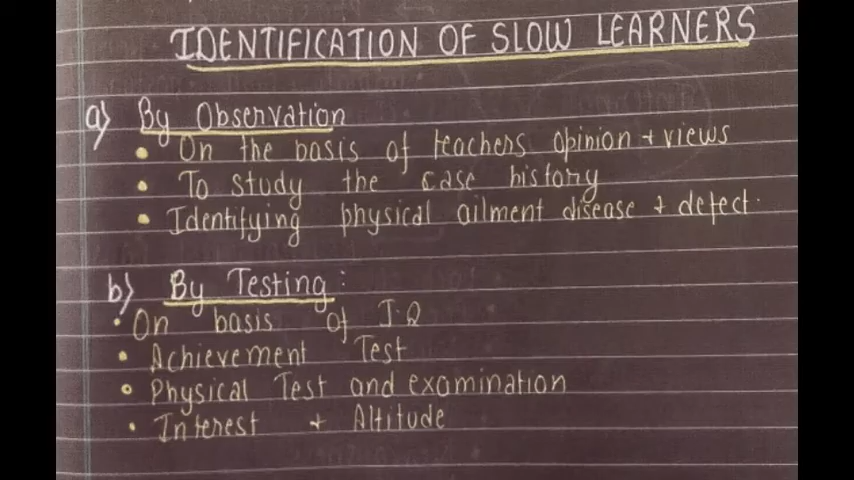 IDENTIFICATION OF SLOW LEARNERS
a) By Observation
• On the basis of teachers opinion + views
• To study the case history
• Identifying physical ailment disease + defect.
b) By Testing :
• On basis of I.Q
• Achievement Test
• Physical Test and examination
• Interest + Altitude